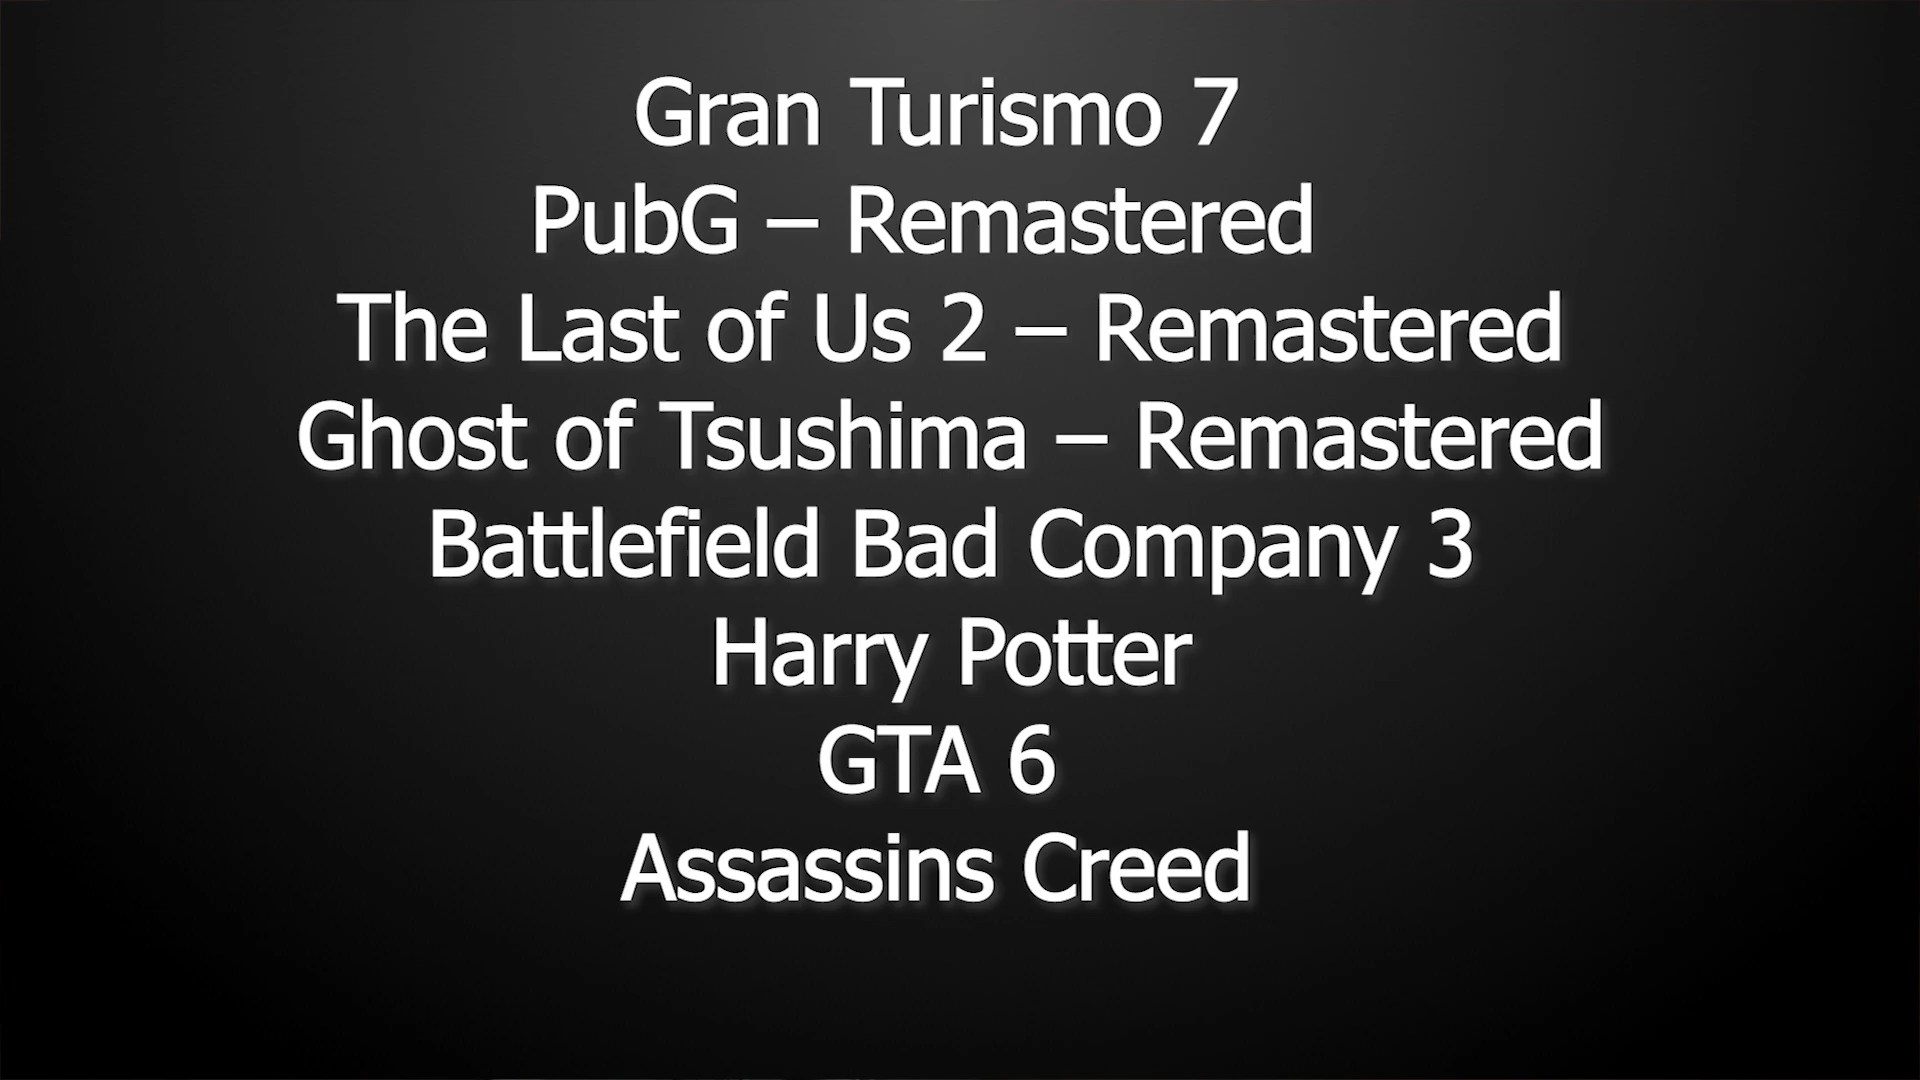 Gran Turismo 7
PubG – Remastered
The Last of Us 2 – Remastered
Ghost of Tsushima – Remastered
Battlefield Bad Company 3
Harry Potter
GTA 6
Assassins Creed